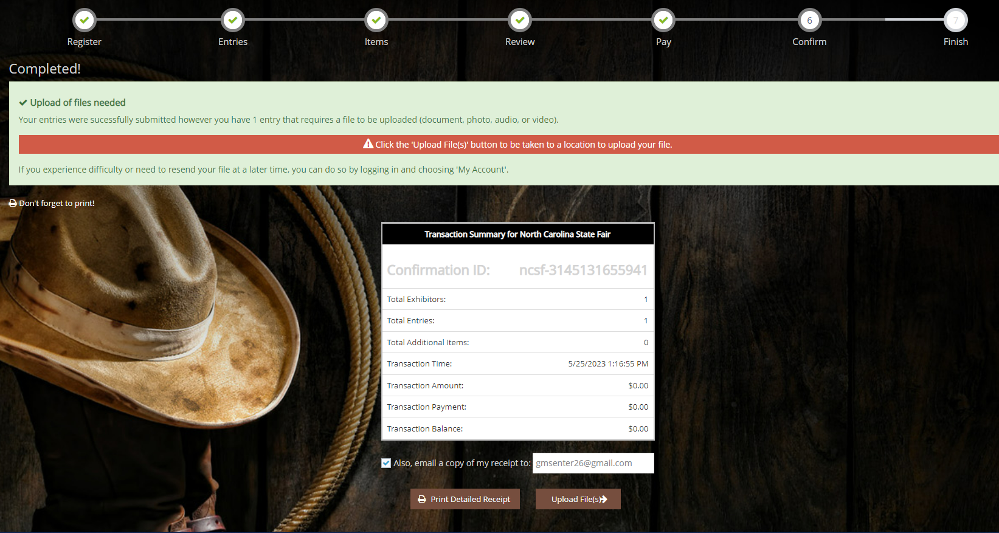 6
7
Register
Entries
Items
Review
Pay
Confirm
Finish
Completed!
Upload of files needed
Your entries were sucessfully submitted however you have 1 entry that requires a file to be uploaded (document, photo, audio, or video).
Click the 'Upload File(s)' button to be taken to a location to upload your file.
If you experience difficulty or need to resend your file at a later time, you can do so by logging in and choosing 'My Account'.
Don't forget to print!
Transaction Summary for North Carolina State Fair
Confirmation ID: ncsf-3145131655941
Total Exhibitors: 1
Total Entries: 1
Total Additional Items: 0
Transaction Time: 5/25/2023 1:16:55 PM
Transaction Amount: $0.00
Transaction Payment: $0.00
Transaction Balance: $0.00
Also, email a copy of my receipt to: gmsenter26@gmail.com
Print Detailed Receipt
Upload File(s)